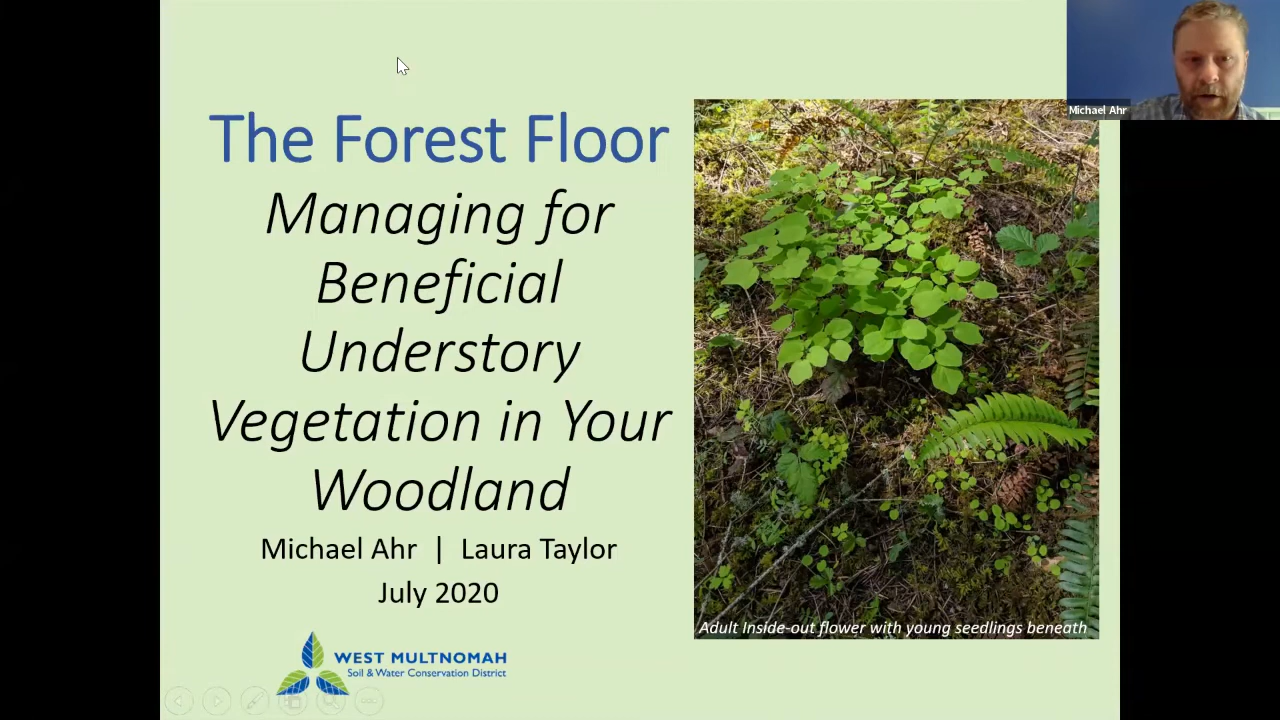 The Forest Floor
Managing for
Beneficial
Understory
Vegetation in Your
Woodland
Michael Ahr | Laura Taylor
July 2020
WEST MULTNOMAH
Soil & Water Conservation District
Adult Inside-out flower with young seedlings beneath
Michael Ahr